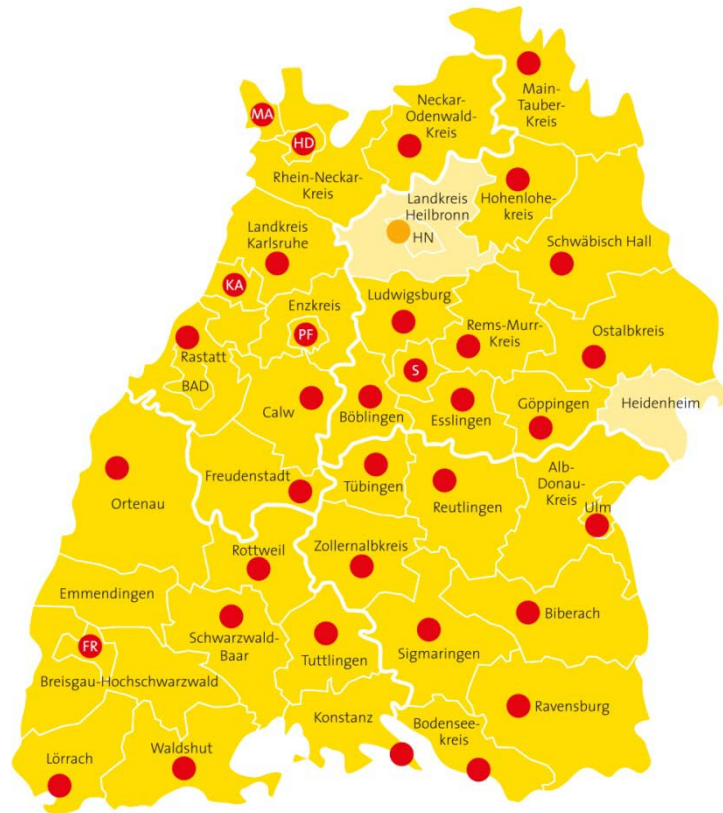 Main-
Tauber-
Kreis
Neckar-
Odenwald-
Kreis
MA
HD
Rhein-Neckar-
Kreis
Landkreis
Heilbronn
HN
Hohenlohe-
kreis
Landkreis
Karlsruhe
Schwäbisch Hall
KA
Enzkreis
Ludwigsburg
PF
Rems-Murr-
Kreis
Ostalbkreis
Rastatt
BAD
S
Calw
Böblingen
Esslingen
Göppingen
Heidenheim
Ortenau
Freudenstadt
Tübingen
Reutlingen
Alb-
Donau-
Kreis
Ulm
Rottweil
Zollernalbkreis
Emmendingen
Schwarzwald-
Baar
Biberach
FR
Tuttlingen
Sigmaringen
Breisgau-Hochschwarzwald
Konstanz
Bodensee-
kreis
Ravensburg
Lörrach
Waldshut